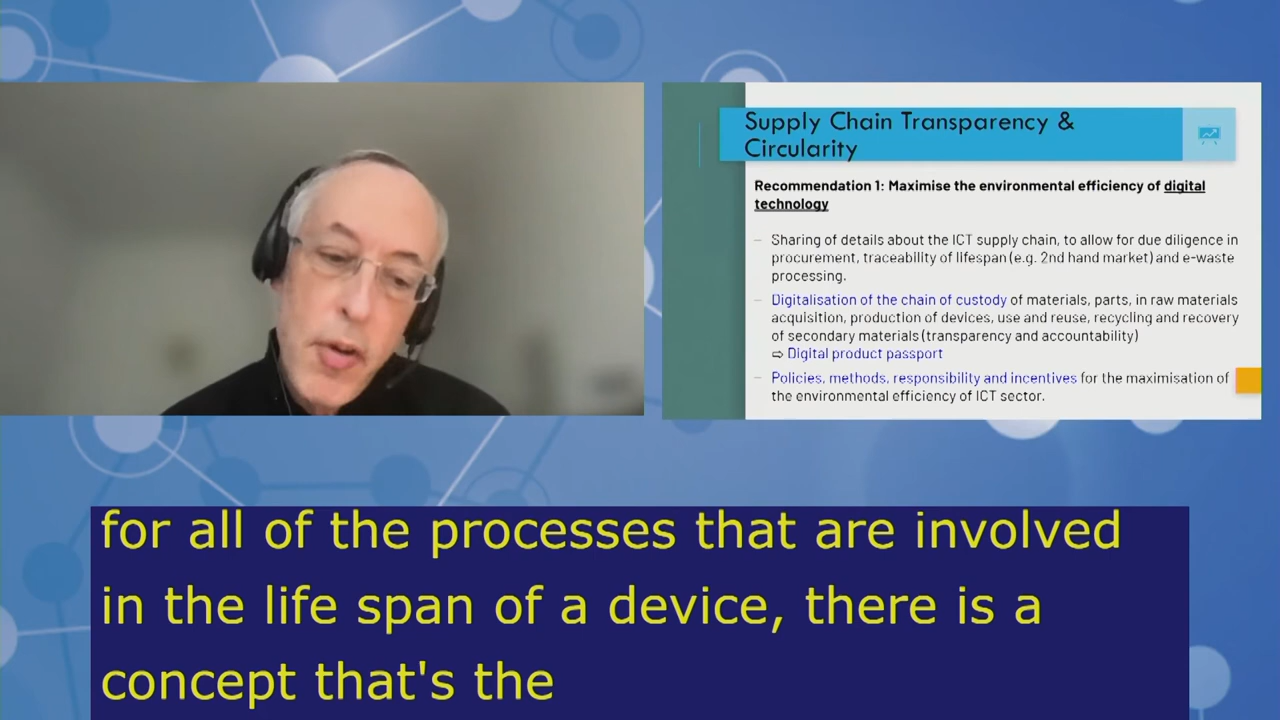 Supply Chain Transparency &
Circularity
Recommendation 1: Maximise the environmental efficiency of digital
technology
– Sharing of details about the ICT supply chain, to allow for due diligence in
procurement, traceability of lifespan (e.g. 2nd hand market) and e-waste
processing.
– Digitalisation of the chain of custody of materials, parts, in raw materials
acquisition, production of devices, use and reuse, recycling and recovery
of secondary materials (transparency and accountability)
⇨ Digital product passport
– Policies, methods, responsibility and incentives for the maximisation of
the environmental efficiency of ICT sector.
for all of the processes that are involved
in the life span of a device, there is a
concept that's the